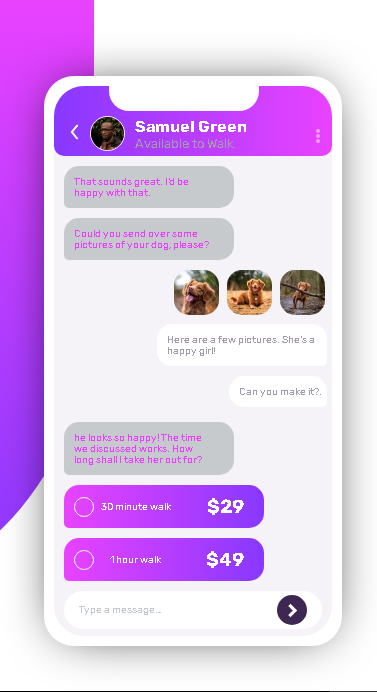 Samuel Green
Available to Walk
That sounds great. I'd be
happy with that.
Could you send over some
pictures of your dog, please?
Here are a few pictures. She's a
happy girl!
Can you make it?.
he looks so happy! The time
we discussed works. How
long shall I take her out for?
30 minute walk $29
1 hour walk $49
Type a message...